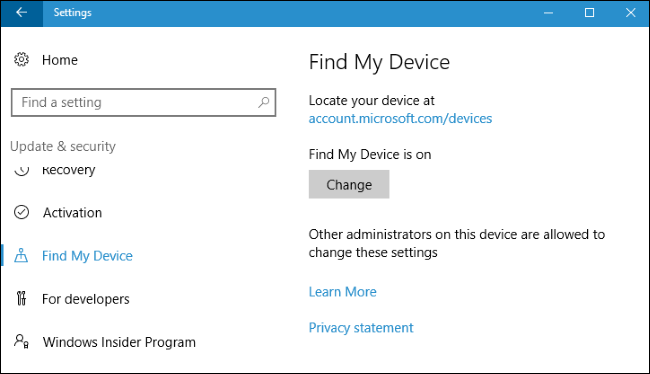 Settings
Home
Find a setting
Update & security
Recovery
Activation
Find My Device
For developers
Windows Insider Program
Find My Device
Locate your device at
account.microsoft.com/devices
Find My Device is on
Change
Other administrators on this device are allowed to
change these settings
Learn More
Privacy statement